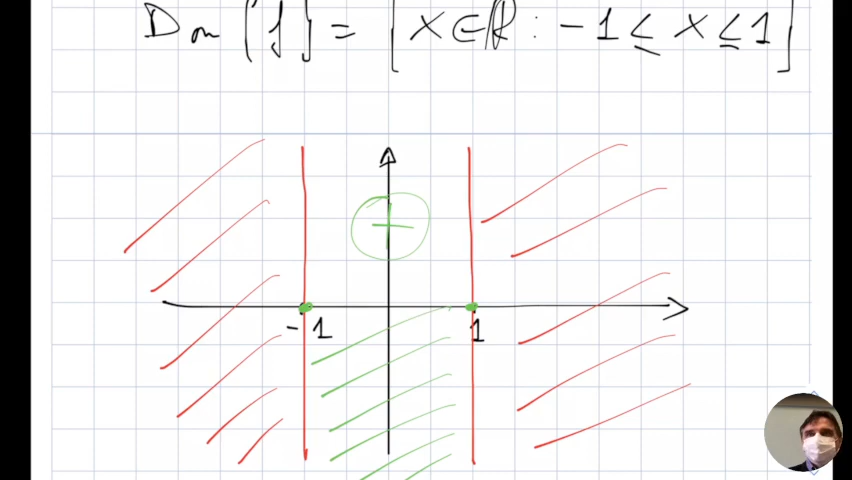 Dom {f} = {x ∈ ℝ : -1 ≤ x ≤ 1}
+
-1
1